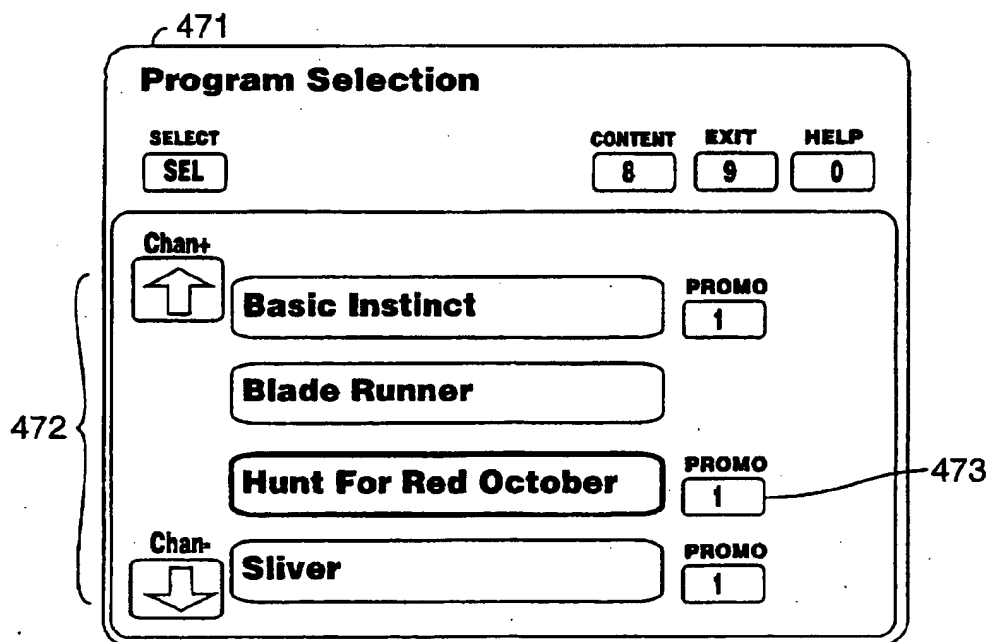 471
Program Selection
SELECT CONTENT EXIT HELP
SEL 8 9 0
Chan+
Basic Instinct
PROMO
1
Blade Runner
472
Hunt For Red October
PROMO
1
473
Chan-
Sliver
PROMO
1